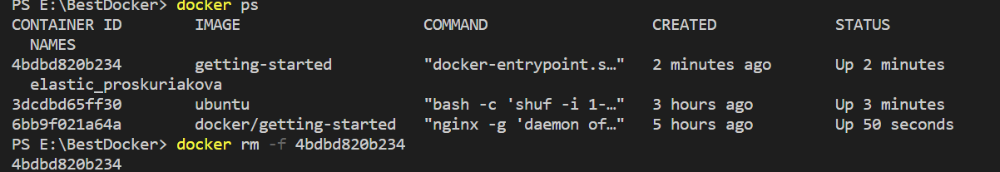 PS E:\BestDocker> docker ps
CONTAINER ID IMAGE COMMAND CREATED STATUS
NAMES
4bdbd820b234 getting-started "docker-entrypoint.s…" 2 minutes ago Up 2 minutes
elastic_proskuriakova
3dcdbd65ff30 ubuntu "bash -c 'shuf -i 1-…" 3 hours ago Up 3 minutes
6bb9f021a64a docker/getting-started "nginx -g 'daemon of…" 5 hours ago Up 50 seconds
PS E:\BestDocker> docker rm -f 4bdbd820b234
4bdbd820b234